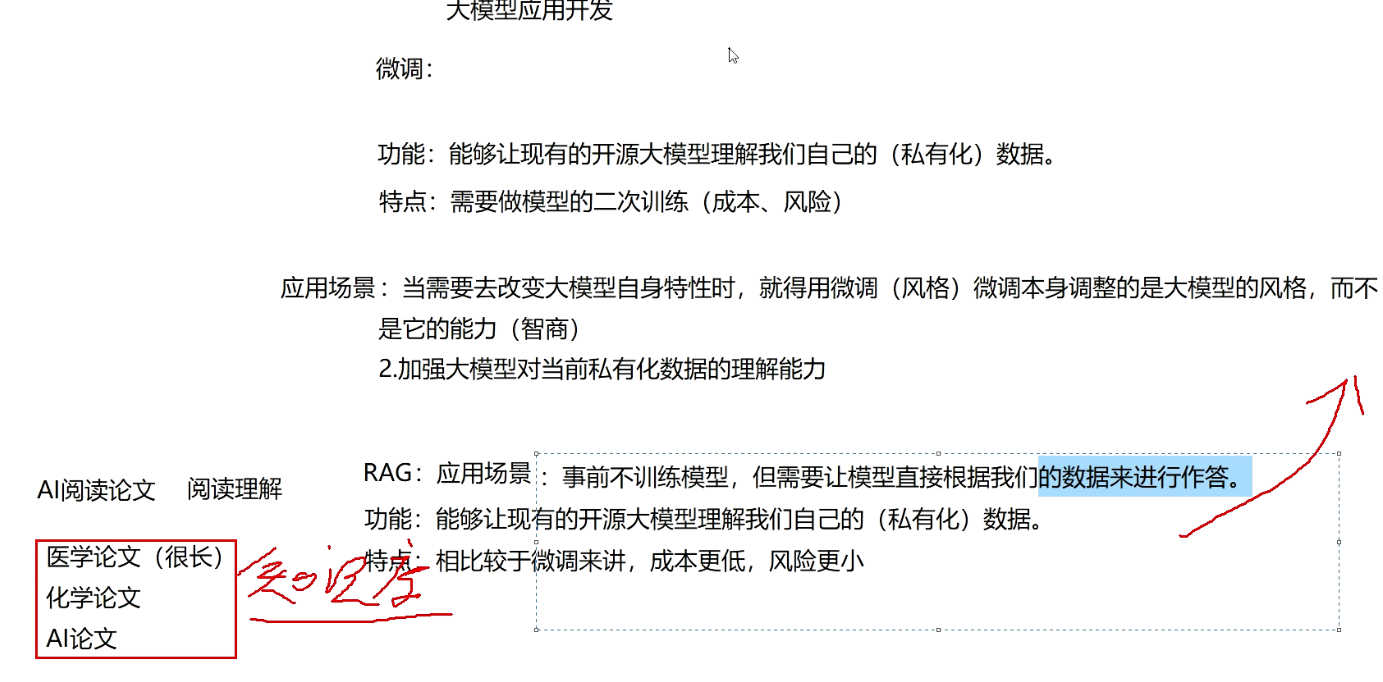 大模型应用开发
微调：
功能：能够让现有的开源大模型理解我们自己的（私有化）数据。
特点：需要做模型的二次训练（成本、风险）
应用场景：当需要去改变大模型自身特性时，就得用微调（风格）微调本身调整的是大模型的风格，而不
是它的能力（智商）
2.加强大模型对当前私有化数据的理解能力
RAG：应用场景：事前不训练模型，但需要让模型直接根据我们的数据来进行作答。
AI阅读论文 阅读理解
功能：能够让现有的开源大模型理解我们自己的（私有化）数据。
特点：相比较于微调来讲，成本更低，风险更小
医学论文（很长）
知识库
化学论文
AI论文